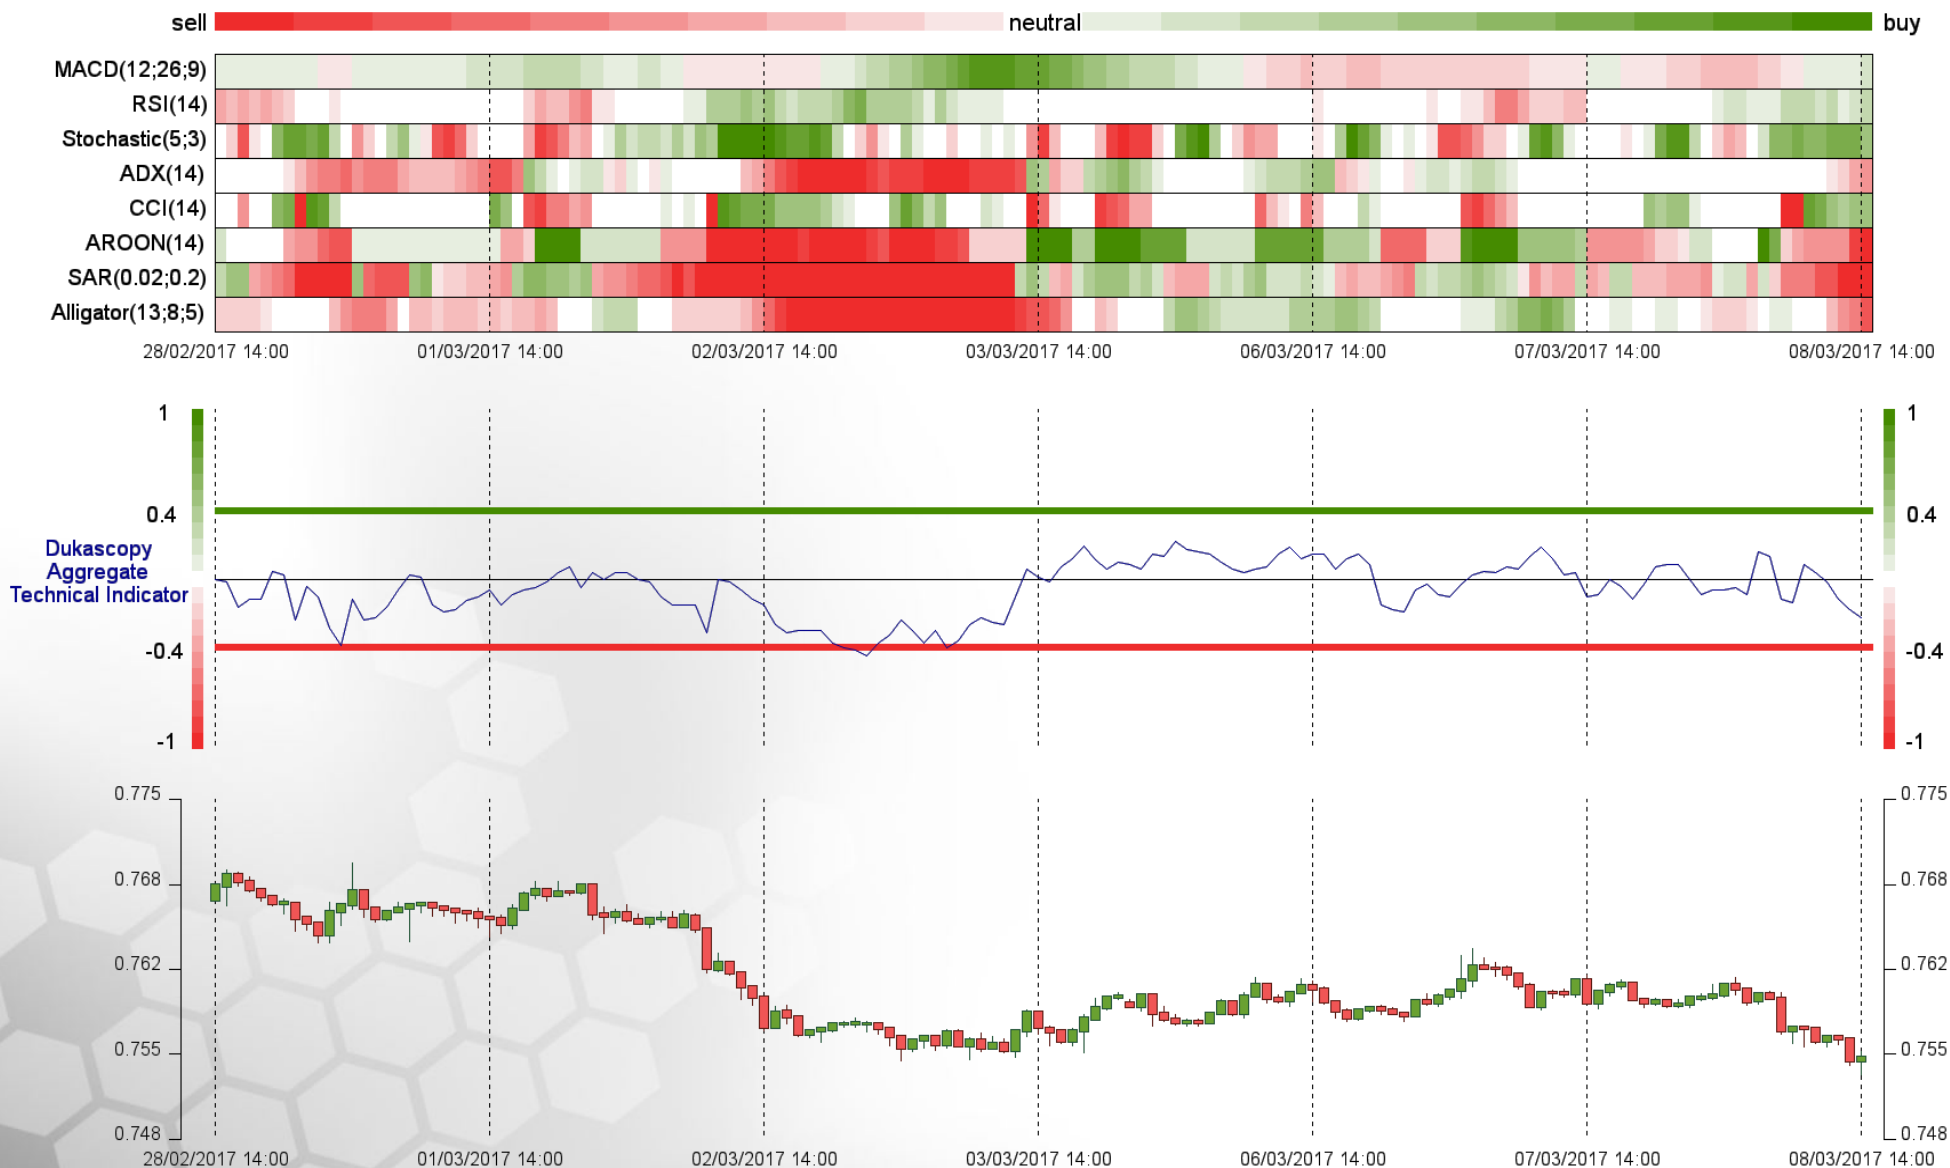 sell neutral buy
MACD(12;26;9)
RSI(14)
Stochastic(5;3)
ADX(14)
CCI(14)
AROON(14)
SAR(0.02;0.2)
Alligator(13;8;5)
28/02/2017 14:00 01/03/2017 14:00 02/03/2017 14:00 03/03/2017 14:00 06/03/2017 14:00 07/03/2017 14:00 08/03/2017 14:00
1 1
0.4 0.4
Dukascopy
Aggregate
Technical Indicator
-0.4 -0.4
-1 -1
0.775 0.775
0.768 0.768
0.762 0.762
0.755 0.755
0.748 0.748
28/02/2017 14:00 01/03/2017 14:00 02/03/2017 14:00 03/03/2017 14:00 06/03/2017 14:00 07/03/2017 14:00 08/03/2017 14:00